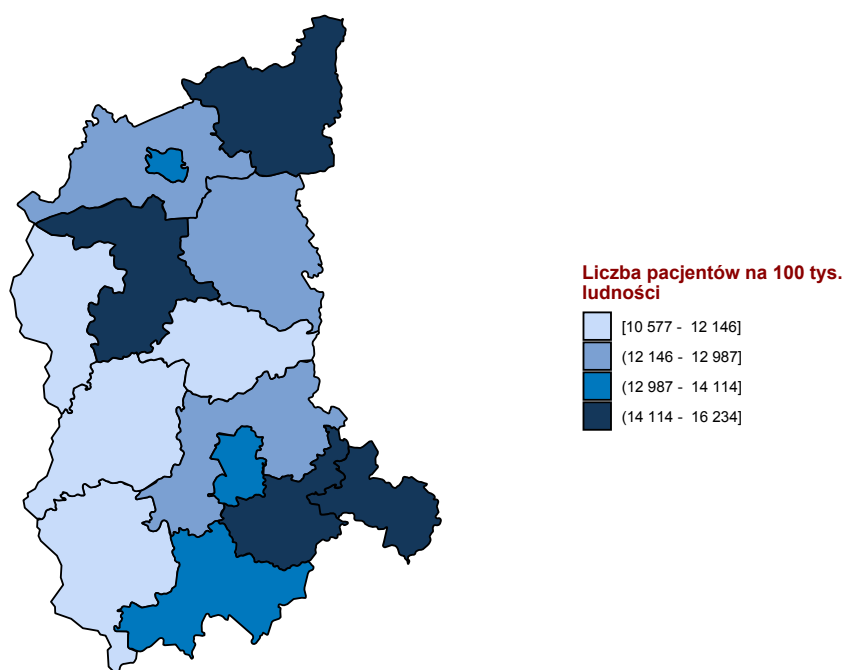 Liczba pacjentów na 100 tys.
ludności
[10 577 - 12 146]
(12 146 - 12 987]
(12 987 - 14 114]
(14 114 - 16 234]